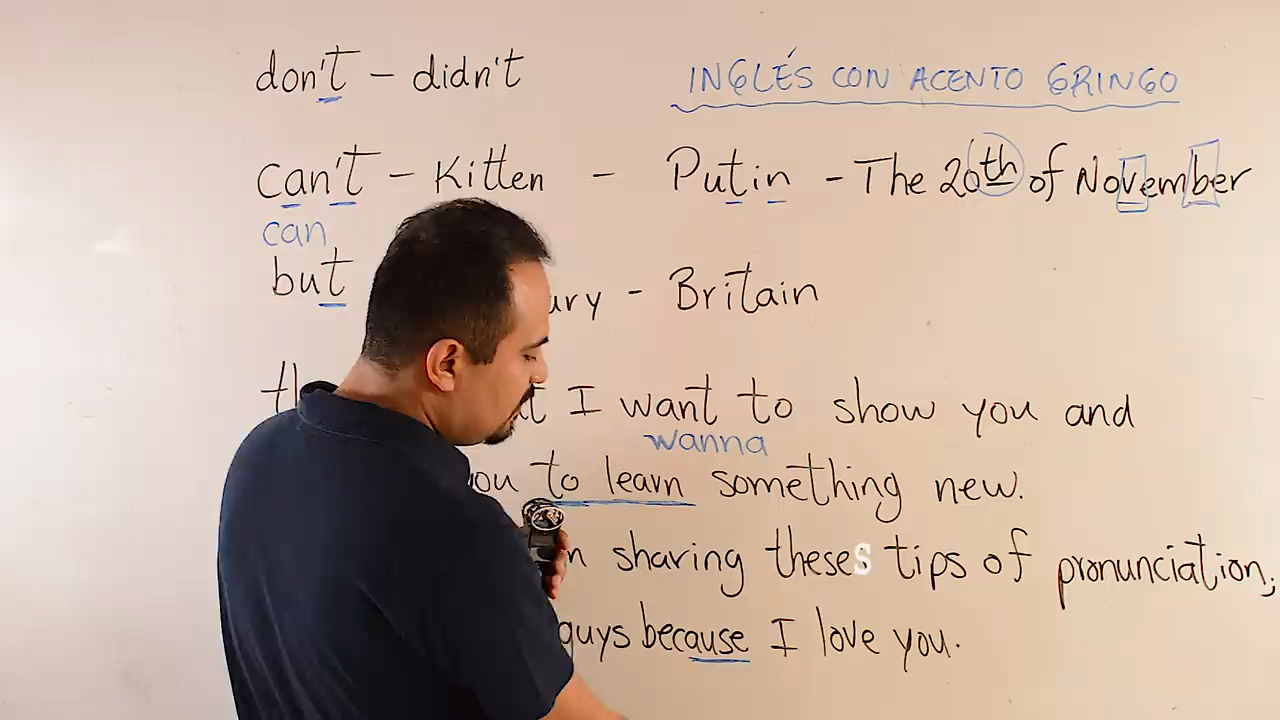 don't - didn't
INGLÉS CON ACENTO GRINGO
can't - Kitten - Putin - The 20th of November
can
but
- Britain
I want to show you and
wanna
to learn something new.
sharing theses tips of pronunciation,
guys because I love you.